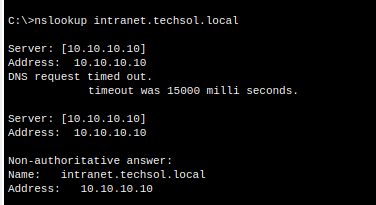 C:\>nslookup intranet.techsol.local
Server: [10.10.10.10]
Address:  10.10.10.10
DNS request timed out.
timeout was 15000 milli seconds.
Server: [10.10.10.10]
Address:  10.10.10.10
Non-authoritative answer:
Name:   intranet.techsol.local
Address:   10.10.10.10